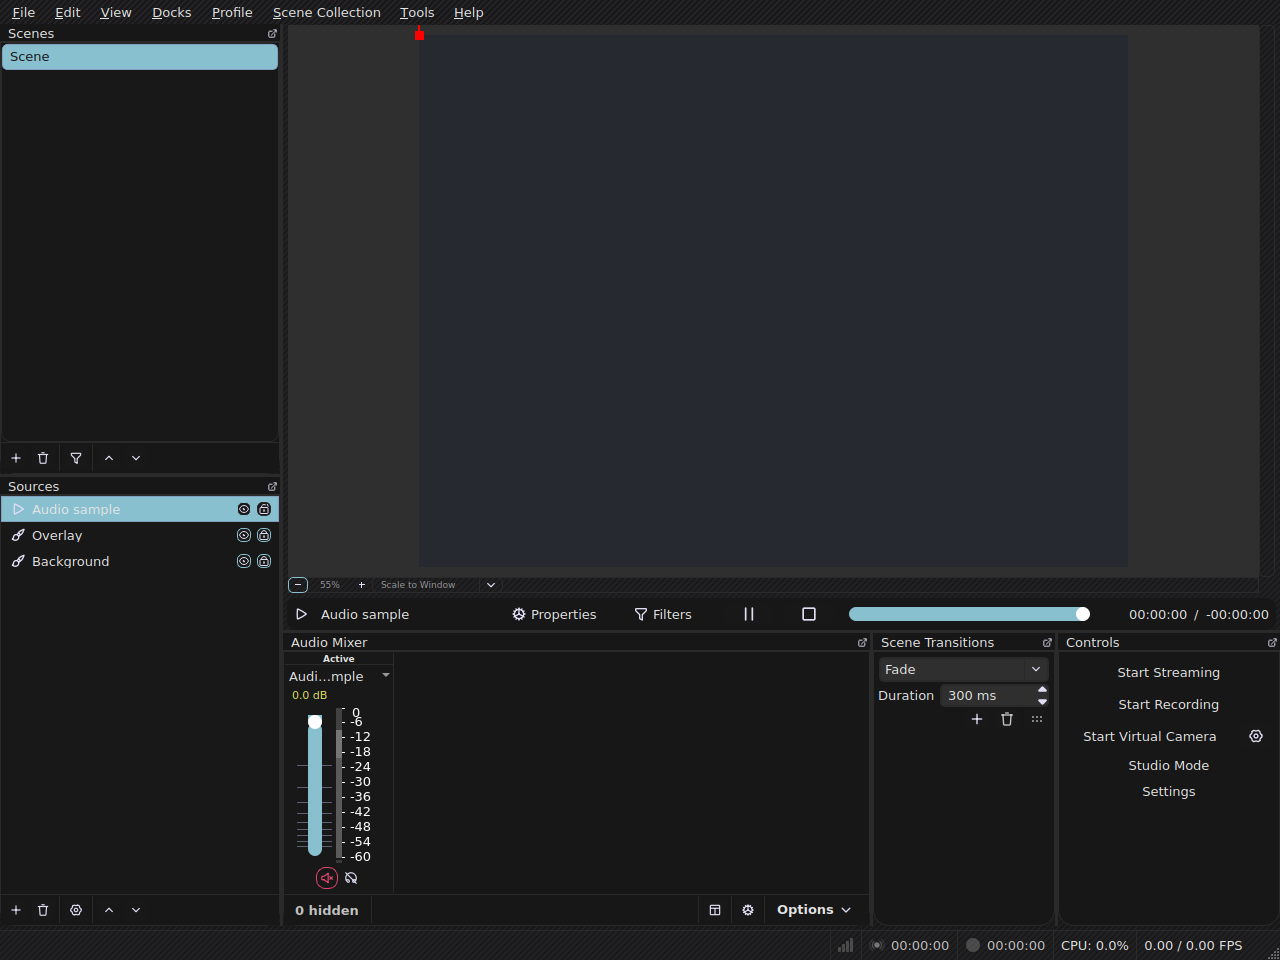 File Edit View Docks Profile Scene Collection Tools Help
Scenes
Scene
Sources
Audio sample
Overlay
Background
55% Scale to Window
Audio sample Properties Filters 00:00:00 / -00:00:00
Audio Mixer
Active
Audi...mple
0.0 dB
0
-6
-12
-18
-24
-30
-36
-42
-48
-54
-60
0 hidden Options
Scene Transitions
Fade
Duration 300 ms
Controls
Start Streaming
Start Recording
Start Virtual Camera
Studio Mode
Settings
00:00:00 00:00:00 CPU: 0.0% 0.00 / 0.00 FPS